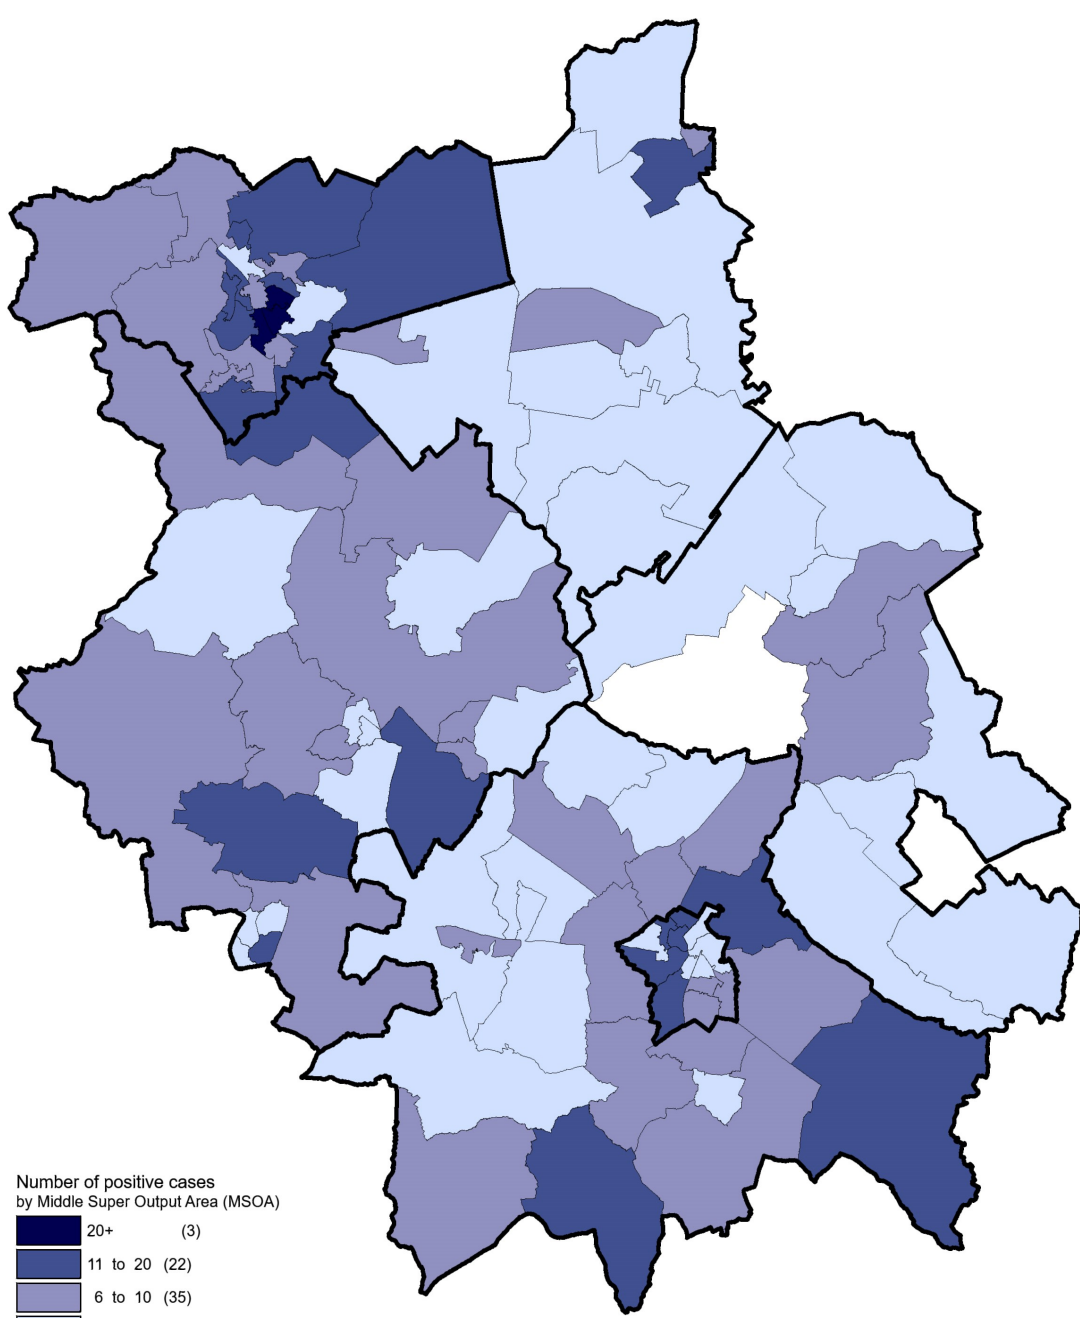 Number of positive cases
by Middle Super Output Area (MSOA)
20+ (3)
11 to 20 (22)
6 to 10 (35)